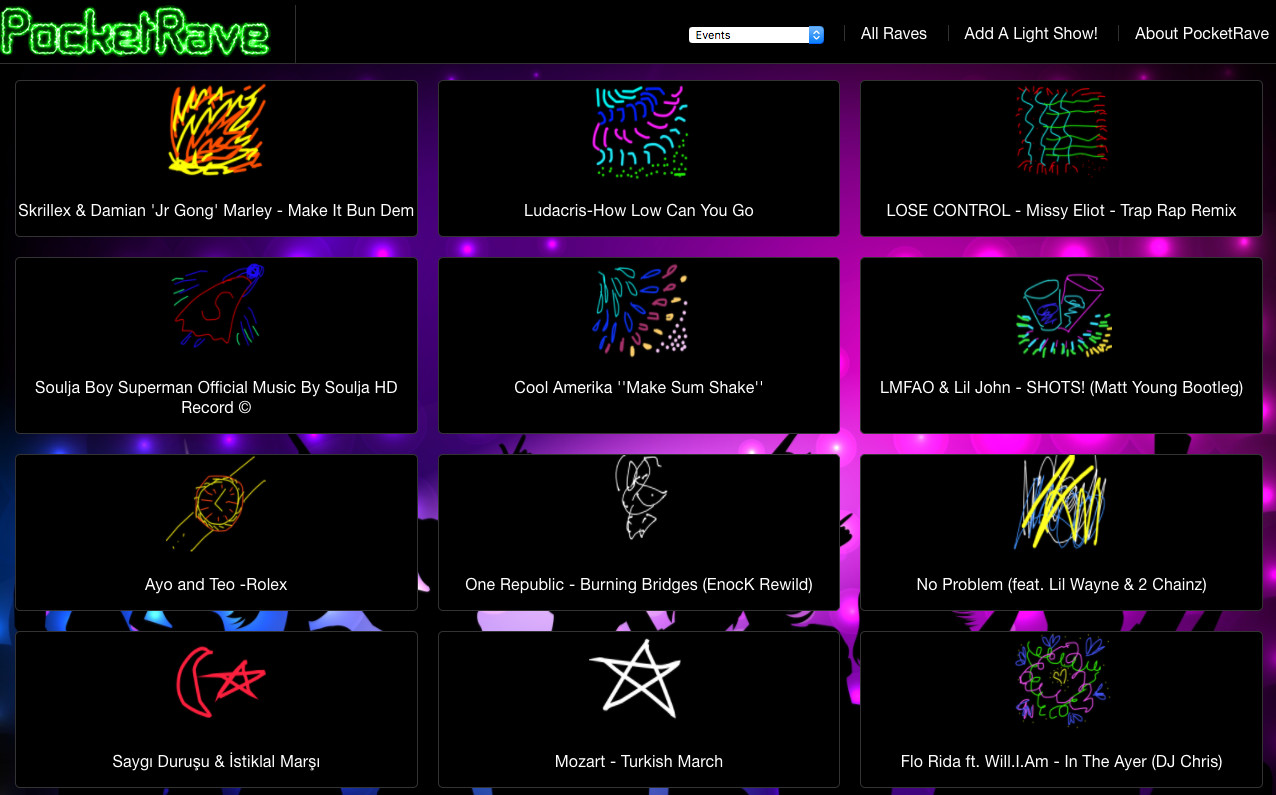 PocketRave
Events
All Raves
Add A Light Show!
About PocketRave
Skrillex & Damian 'Jr Gong' Marley - Make It Bun Dem
Ludacris-How Low Can You Go
LOSE CONTROL - Missy Eliot - Trap Rap Remix
S
Soulja Boy Superman Official Music By Soulja HD
Record ©
Cool Amerika ''Make Sum Shake''
LMFAO & Lil John - SHOTS! (Matt Young Bootleg)
Ayo and Teo -Rolex
One Republic - Burning Bridges (EnocK Rewild)
No Problem (feat. Lil Wayne & 2 Chainz)
Saygı Duruşu & İstiklal Marşı
Mozart - Turkish March
Flo Rida ft. Will.I.Am - In The Ayer (DJ Chris)